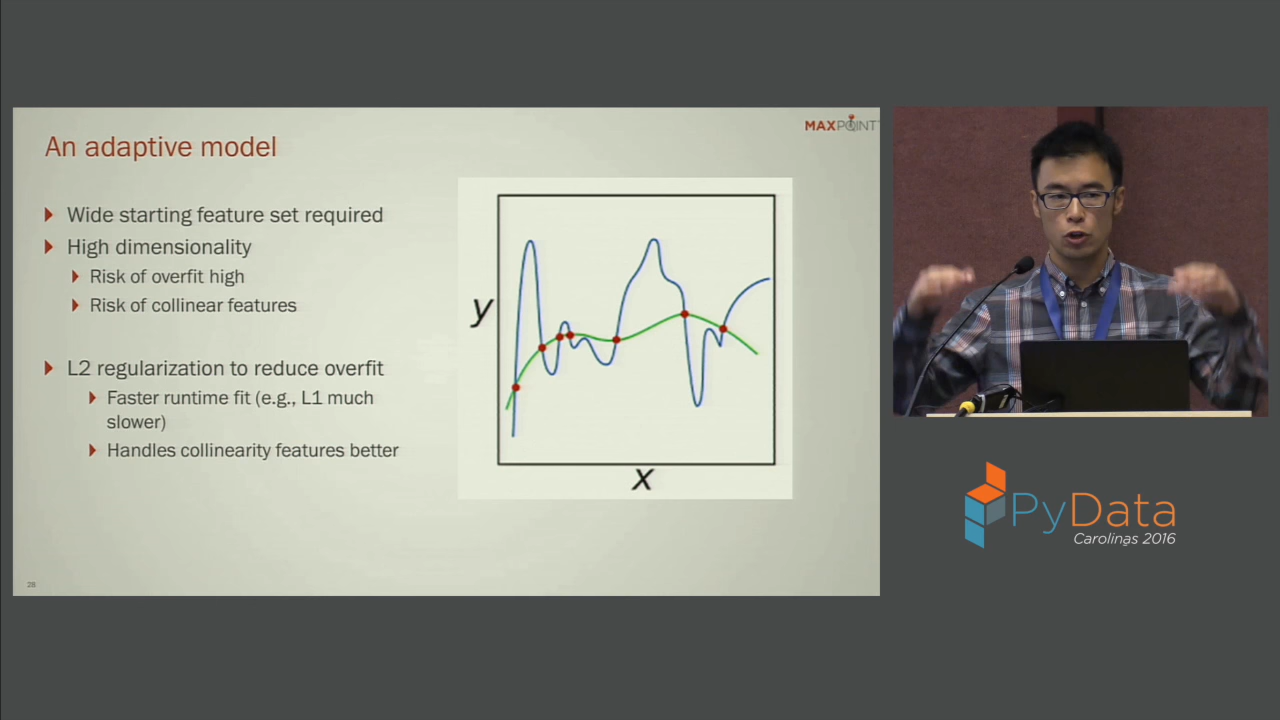 An adaptive model
MAXPOINT
Wide starting feature set required
High dimensionality
Risk of overfit high
Risk of collinear features
L2 regularization to reduce overfit
Faster runtime fit (e.g., L1 much
slower)
Handles collinearity features better
y
x
28
PyData
Carolinas 2016